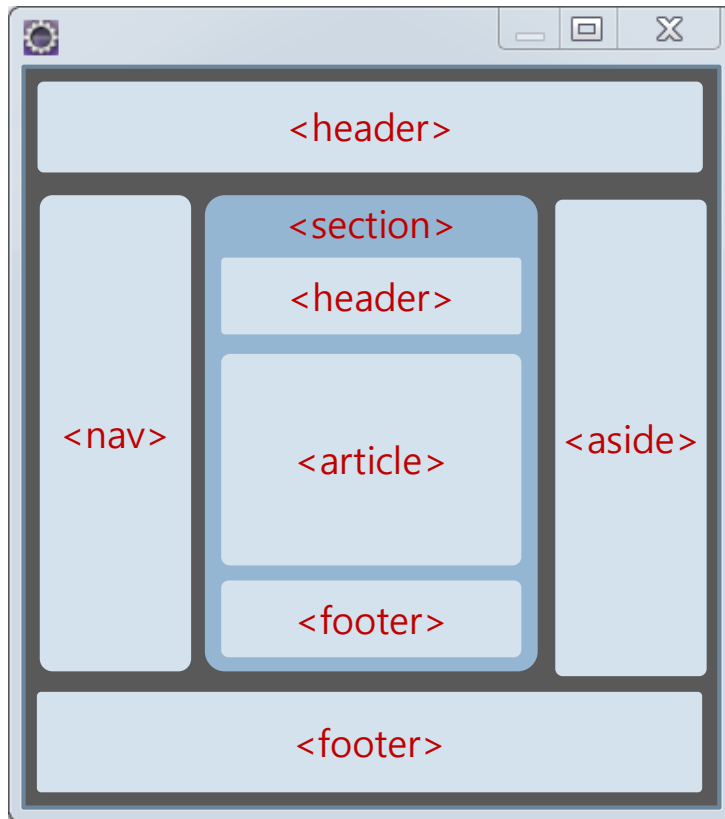 <header>
<nav>
<section>
<header>
<article>
<footer>
<aside>
<footer>